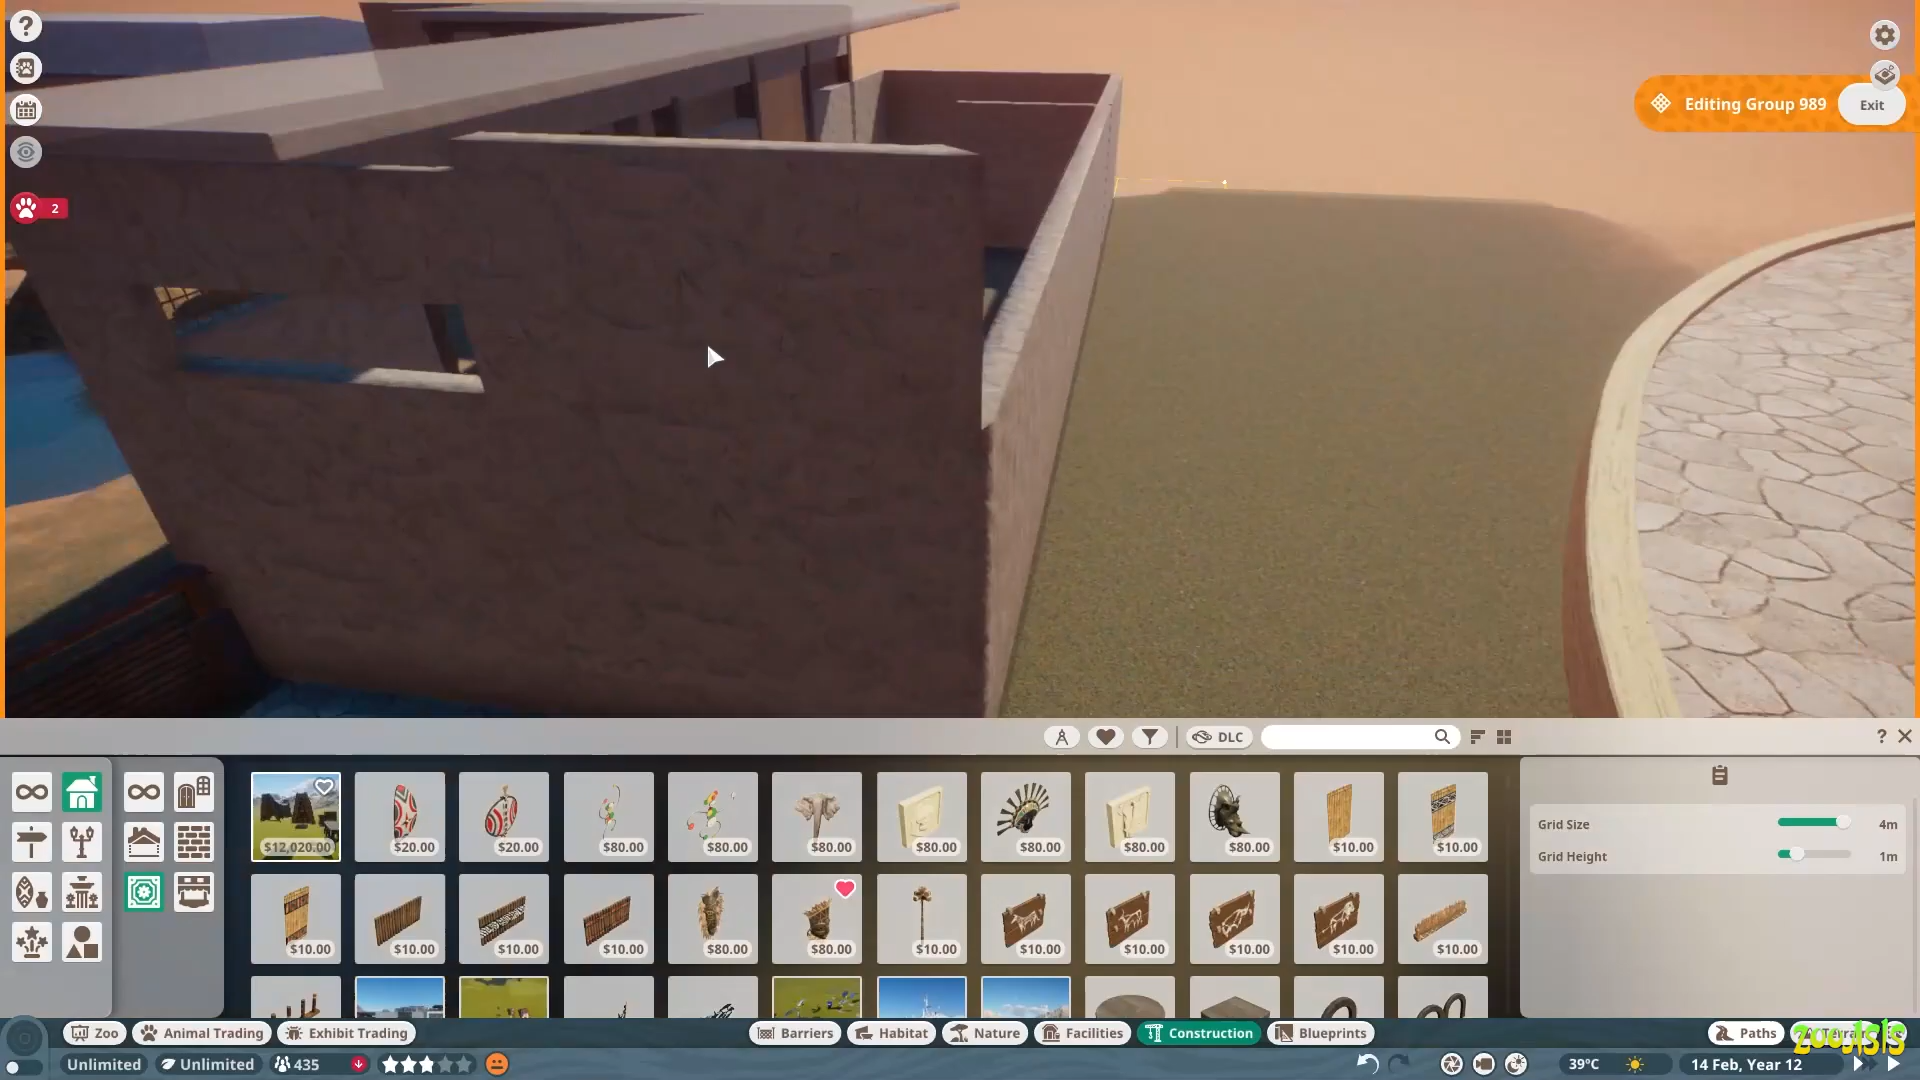 ?
Editing Group 989
Exit
2
DLC
?
$12,020.00
$20.00
$20.00
$80.00
$80.00
$80.00
$80.00
$80.00
$80.00
$80.00
$10.00
$10.00
Grid Size
4m
Grid Height
1m
$10.00
$10.00
$10.00
$10.00
$80.00
$80.00
$10.00
$10.00
$10.00
$10.00
$10.00
$10.00
Zoo
Animal Trading
Exhibit Trading
Barriers
Habitat
Nature
Facilities
Construction
Blueprints
Paths
ZOOASIS
Unlimited
Unlimited
435
39°C
14 Feb, Year 12